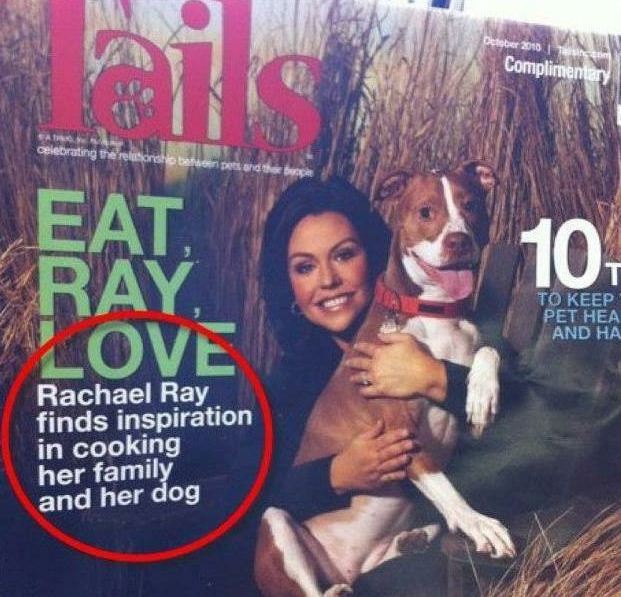 Tails
October 2010 |
Complimentary
celebrating the relationship between pets and their people
EAT,
RAY,
LOVE
Rachael Ray
finds inspiration
in cooking
her family
and her dog
10
TO KEEP
PET HEA
AND HA